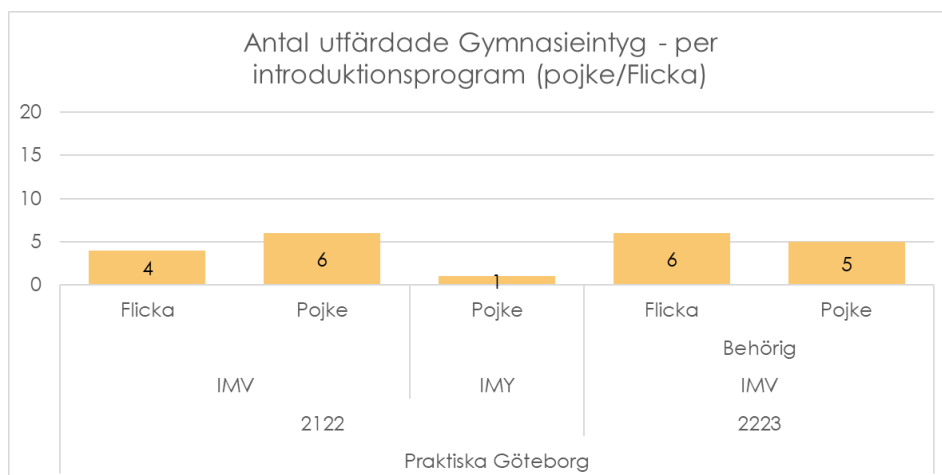 Antal utfärdade Gymnasieintyg - per
introduktionsprogram (pojke/Flicka)
20
15
10
5
0
4
6
1
6
5
Flicka
Pojke
Pojke
Flicka
Pojke
Behörig
IMV
IMY
IMV
2122
2223
Praktiska Göteborg